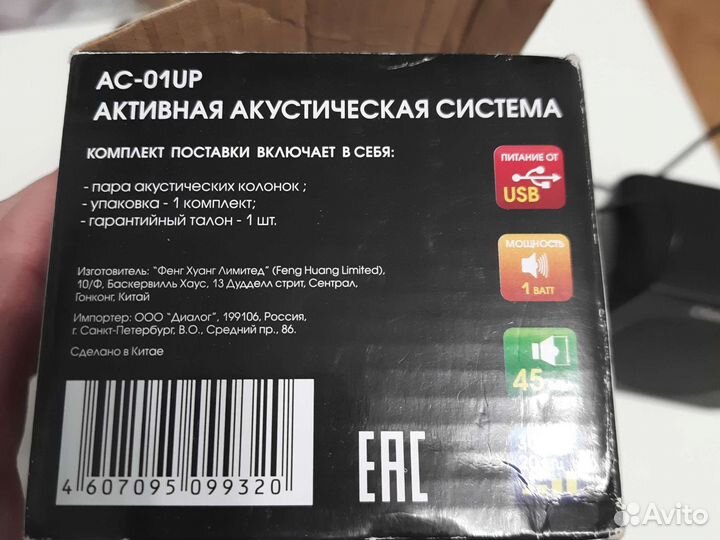 AC-01UP
АКТИВНАЯ АКУСТИЧЕСКАЯ СИСТЕМА
КОМПЛЕКТ ПОСТАВКИ ВКЛЮЧАЕТ В СЕБЯ:
- пара акустических колонок ;
- упаковка - 1 комплект;
- гарантийный талон - 1 шт.
ПИТАНИЕ ОТ
USB
МОЩНОСТЬ
1 ВАТТ
45
Изготовитель: "Фенг Хуанг Лимитед" (Feng Huang Limited),
10/Ф, Баскервилль Хаус, 13 Дудделл стрит, Сентрал,
Гонконг, Китай
Импортер: ООО "Диалог", 199106, Россия,
г. Санкт-Петербург, В.О., Средний пр., 86.
Сделано в Китае
4 607095 099320
EAC
Avito